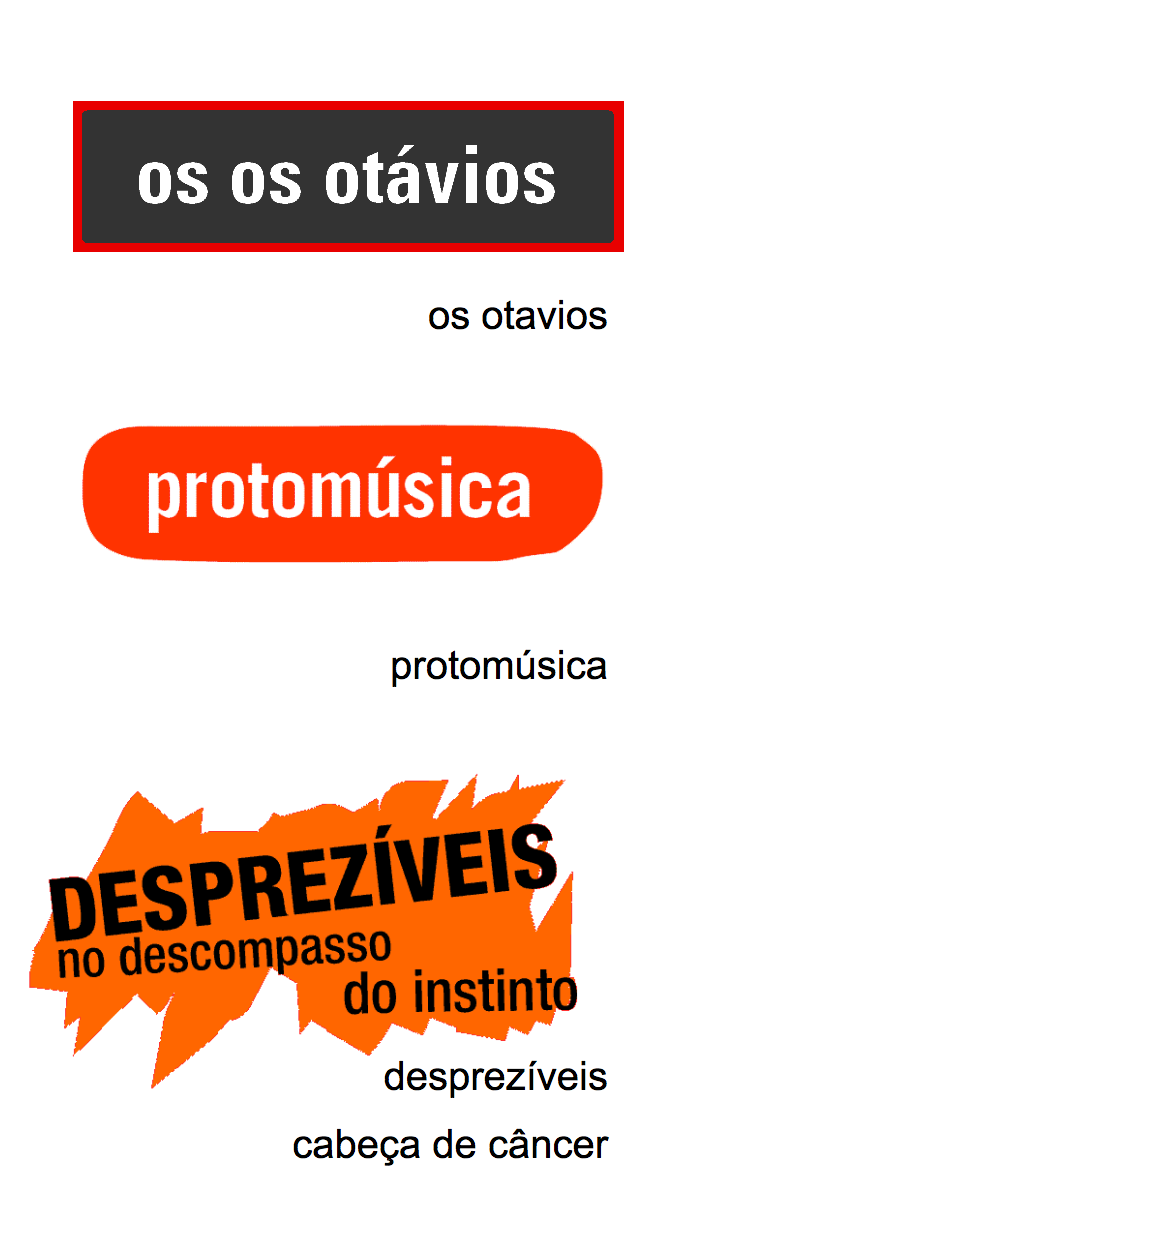 os os otávios
os otavios
protomúsica
protomúsica
DESPREZÍVEIS
no descompasso
do instinto
desprezíveis
cabeça de câncer